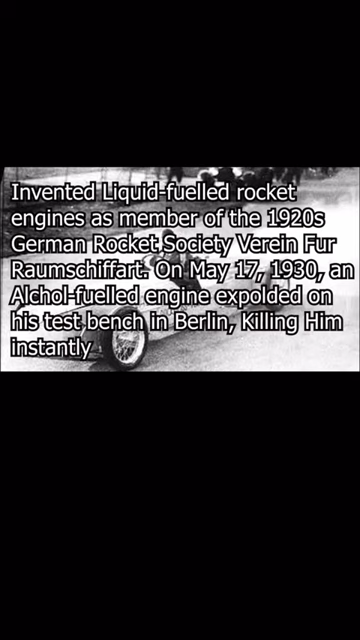 Invented Liquid-fuelled rocket
engines as member of the 1920s
German Rocket Society Verein Fur
Raumschiffart. On May 17, 1930, an
Alchol-fuelled engine expolded on
his test bench in Berlin, Killing Him
instantly